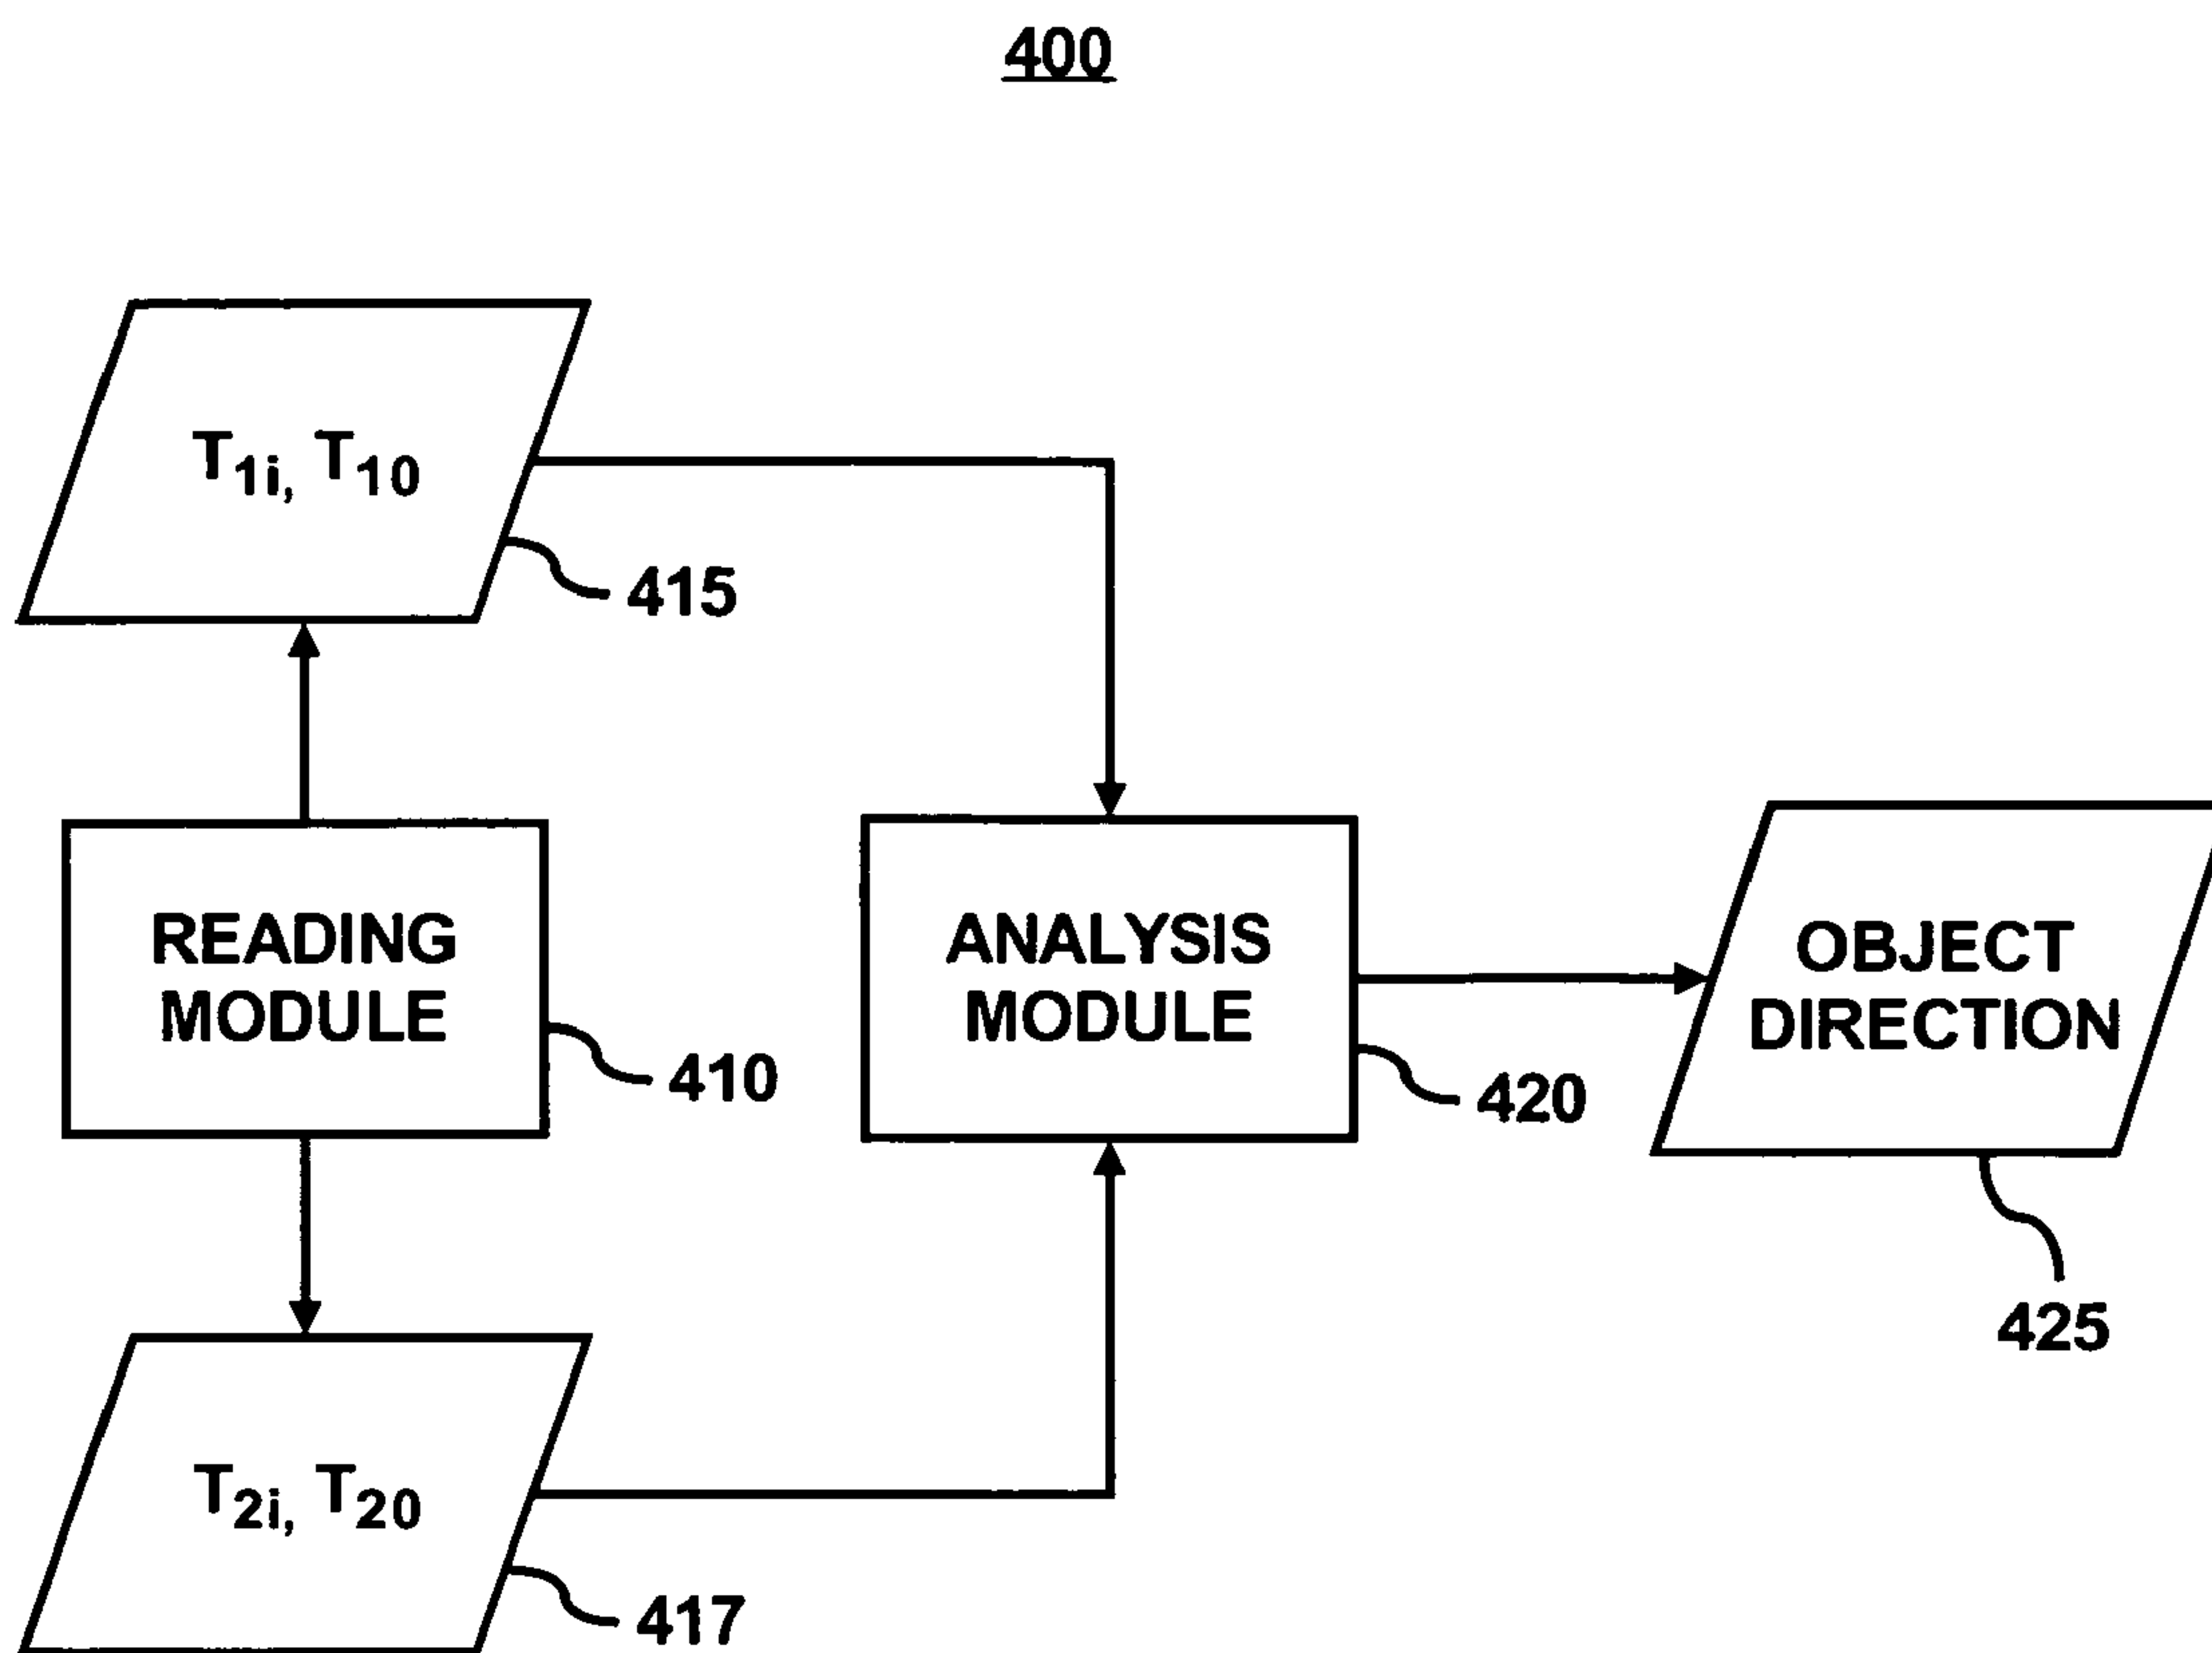 400
T1i, T10
415
READING
MODULE
410
ANALYSIS
MODULE
420
OBJECT
DIRECTION
425
T2i, T20
417